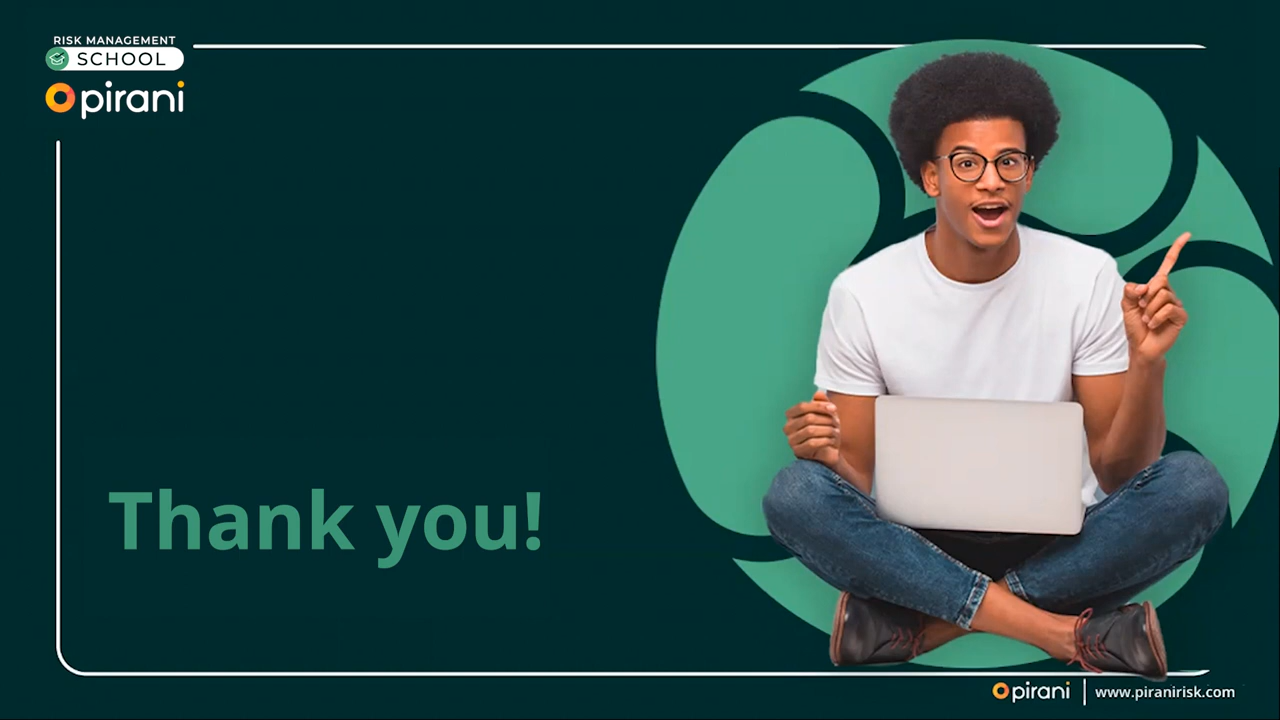 RISK MANAGEMENT
SCHOOL
pirani
Thank you!
pirani | www.piranirisk.com